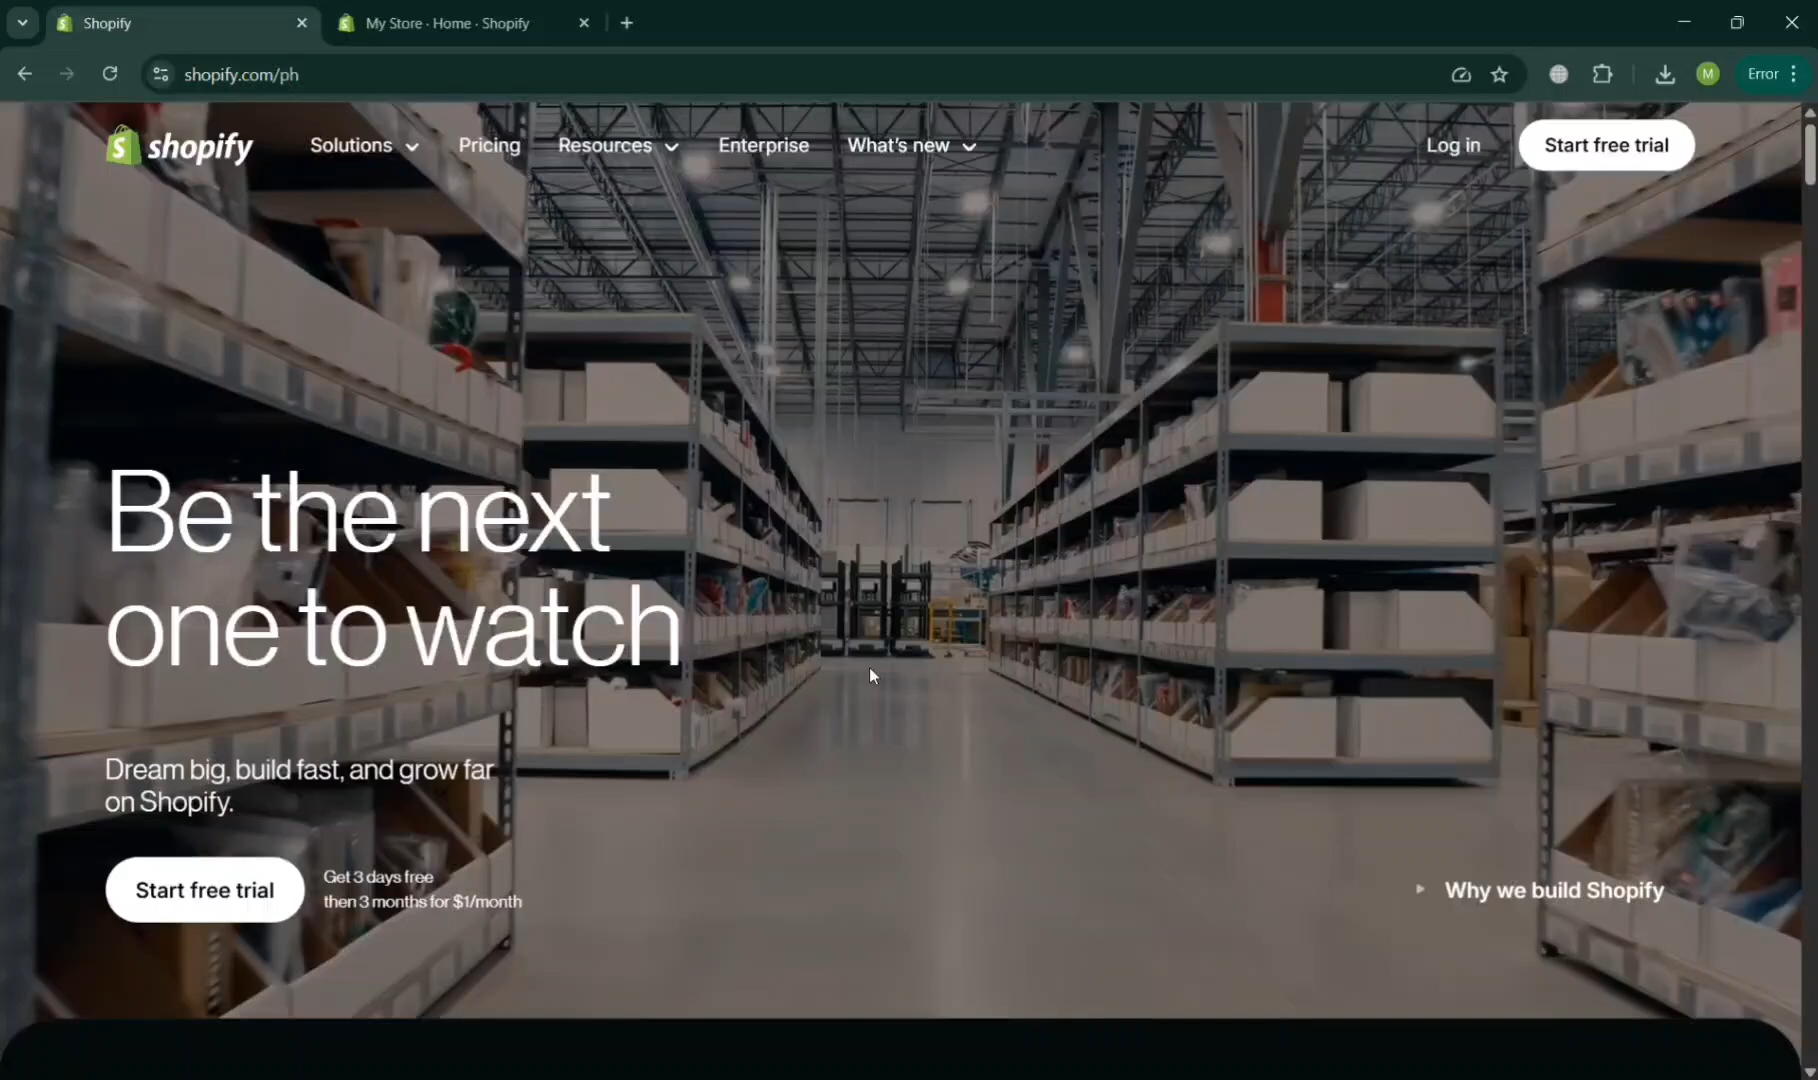 Shopify
My Store · Home · Shopify
shopify.com/ph
M
Error
shopify
Solutions
Pricing
Resources
Enterprise
What's new
Log in
Start free trial
Be the next
one to watch
Dream big, build fast, and grow far
on Shopify.
Start free trial
Get 3 days free
then 3 months for $1/month
Why we build Shopify